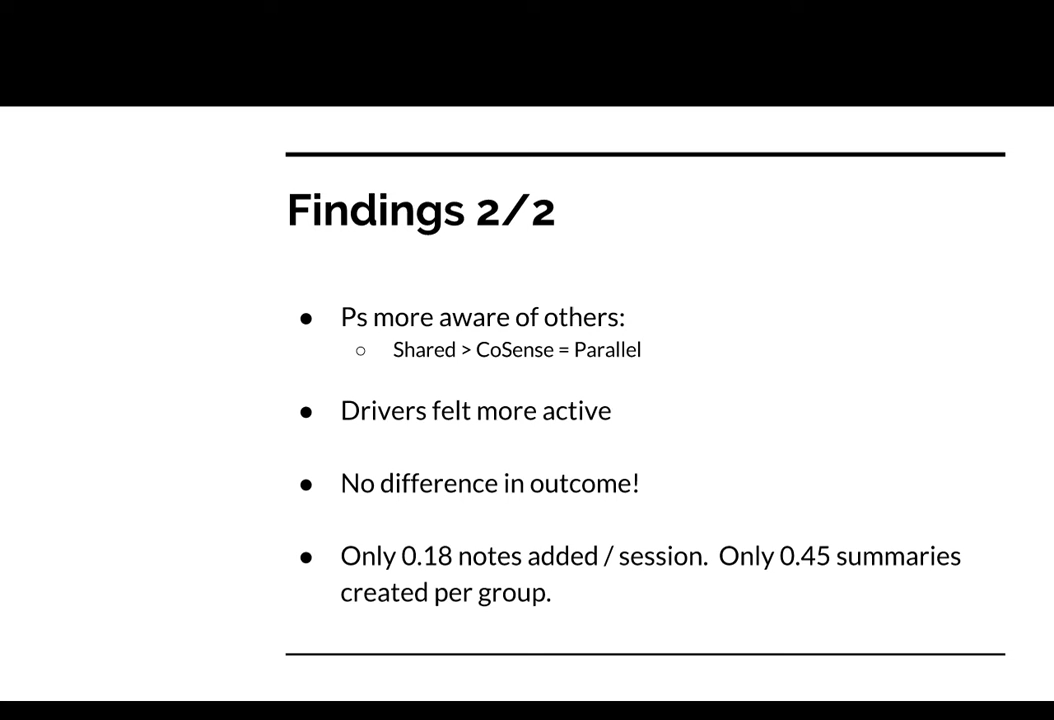 Findings 2/2
● Ps more aware of others:
○ Shared > CoSense = Parallel
● Drivers felt more active
● No difference in outcome!
● Only 0.18 notes added / session.  Only 0.45 summaries
created per group.